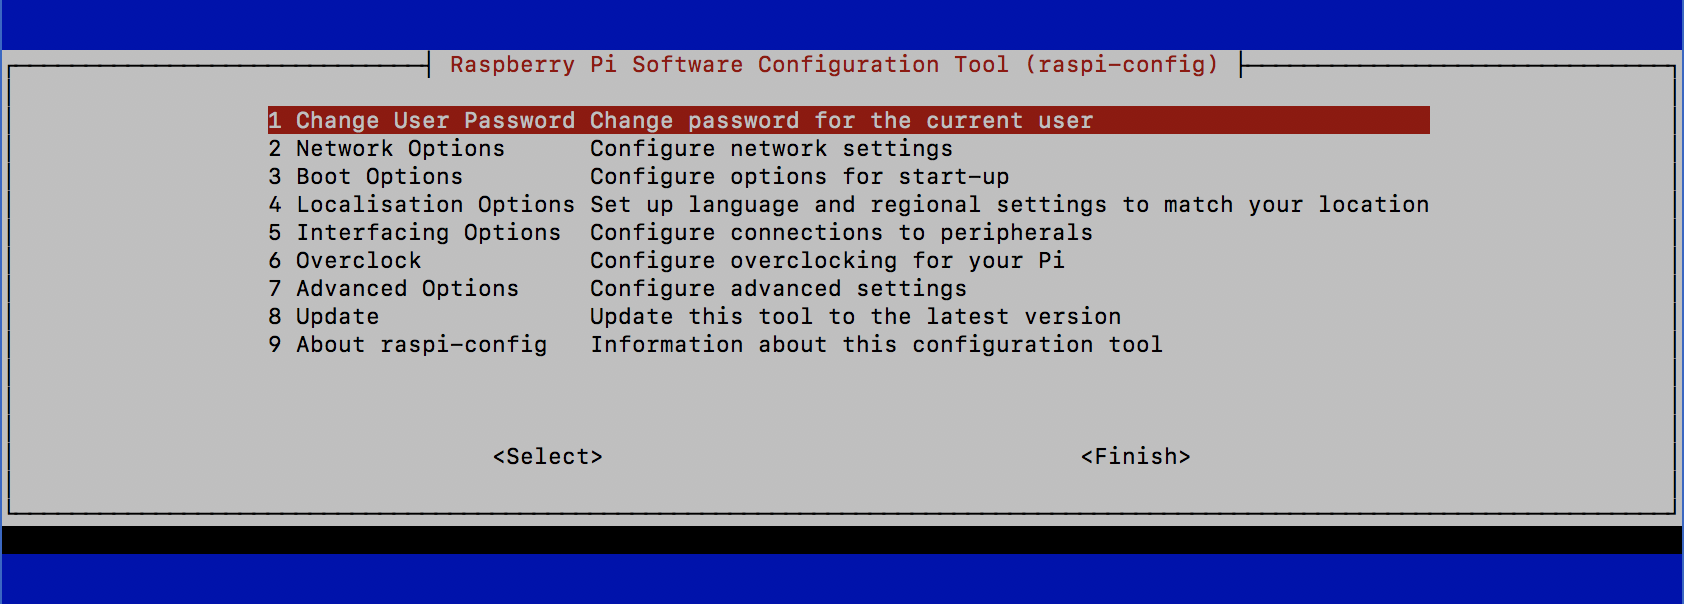 Raspberry Pi Software Configuration Tool (raspi-config)
1 Change User Password Change password for the current user
2 Network Options Configure network settings
3 Boot Options Configure options for start-up
4 Localisation Options Set up language and regional settings to match your location
5 Interfacing Options Configure connections to peripherals
6 Overclock Configure overclocking for your Pi
7 Advanced Options Configure advanced settings
8 Update Update this tool to the latest version
9 About raspi-config Information about this configuration tool
<Select> <Finish>